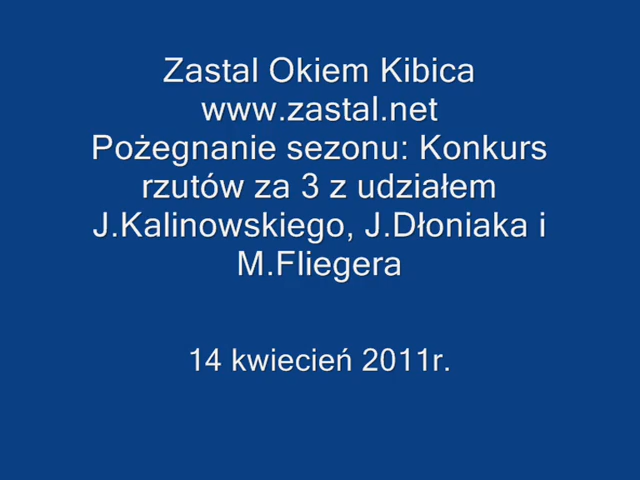 Zastal Okiem Kibica
www.zastal.net
Pożegnanie sezonu: Konkurs
rzutów za 3 z udziałem
J.Kalinowskiego, J.Dłoniaka i
M.Fliegera
14 kwiecień 2011r.